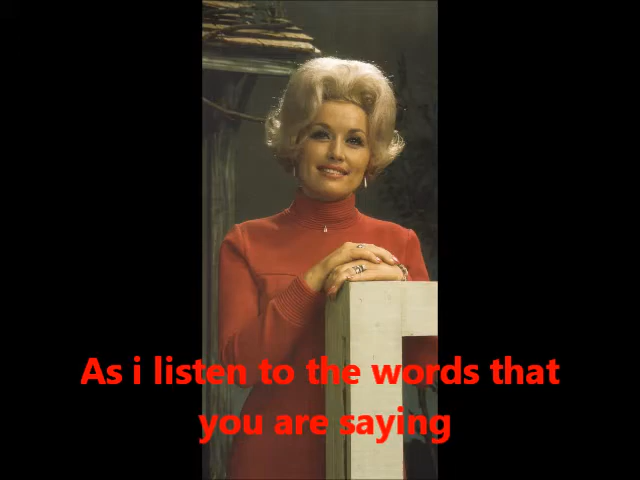 As i listen to the words that
you are saying